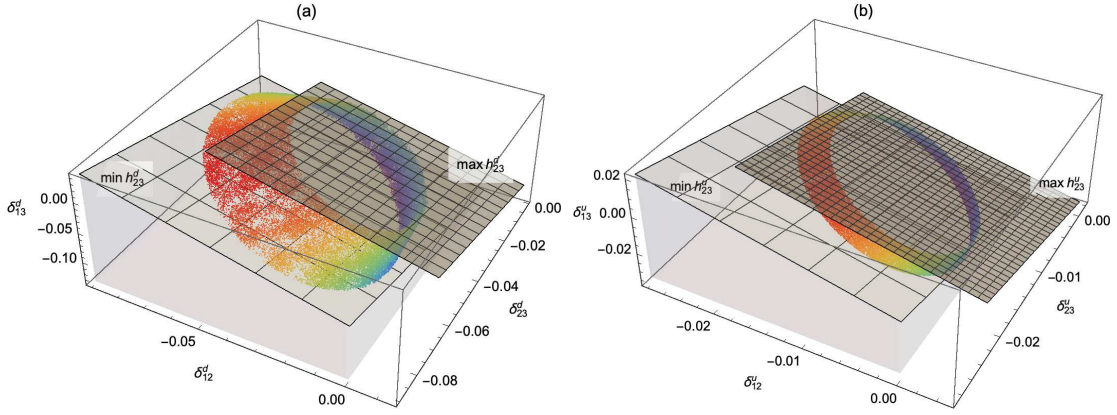 (a)
min h^d_23
max h^d_23
0.00
-0.05
-0.10
δ^d_13
-0.05
0.00
δ^d_12
0.00
-0.02
-0.04
-0.06
-0.08
δ^d_23
(b)
min h^u_23
max h^u_23
0.02
0.00
-0.02
δ^u_13
-0.02
-0.01
0.00
δ^u_12
0.00
-0.01
-0.02
δ^u_23